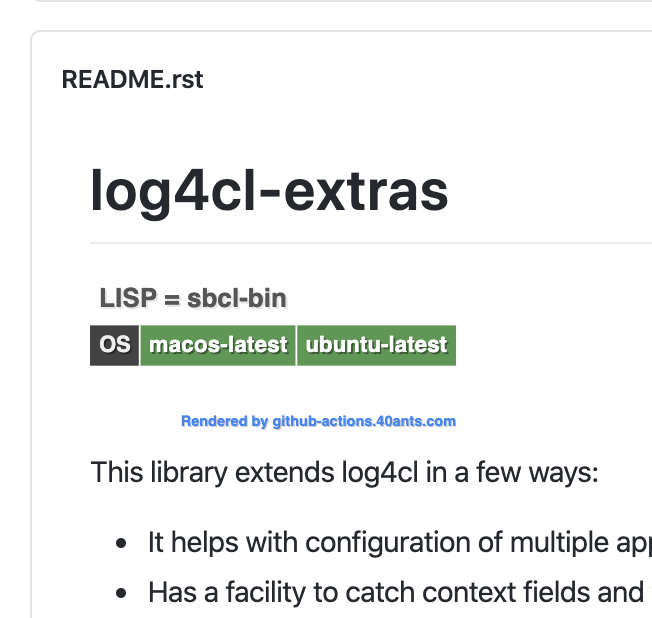 README.rst
log4cl-extras
LISP = sbcl-bin
OS macos-latest ubuntu-latest
Rendered by github-actions.40ants.com
This library extends log4cl in a few ways:
• It helps with configuration of multiple app
• Has a facility to catch context fields and